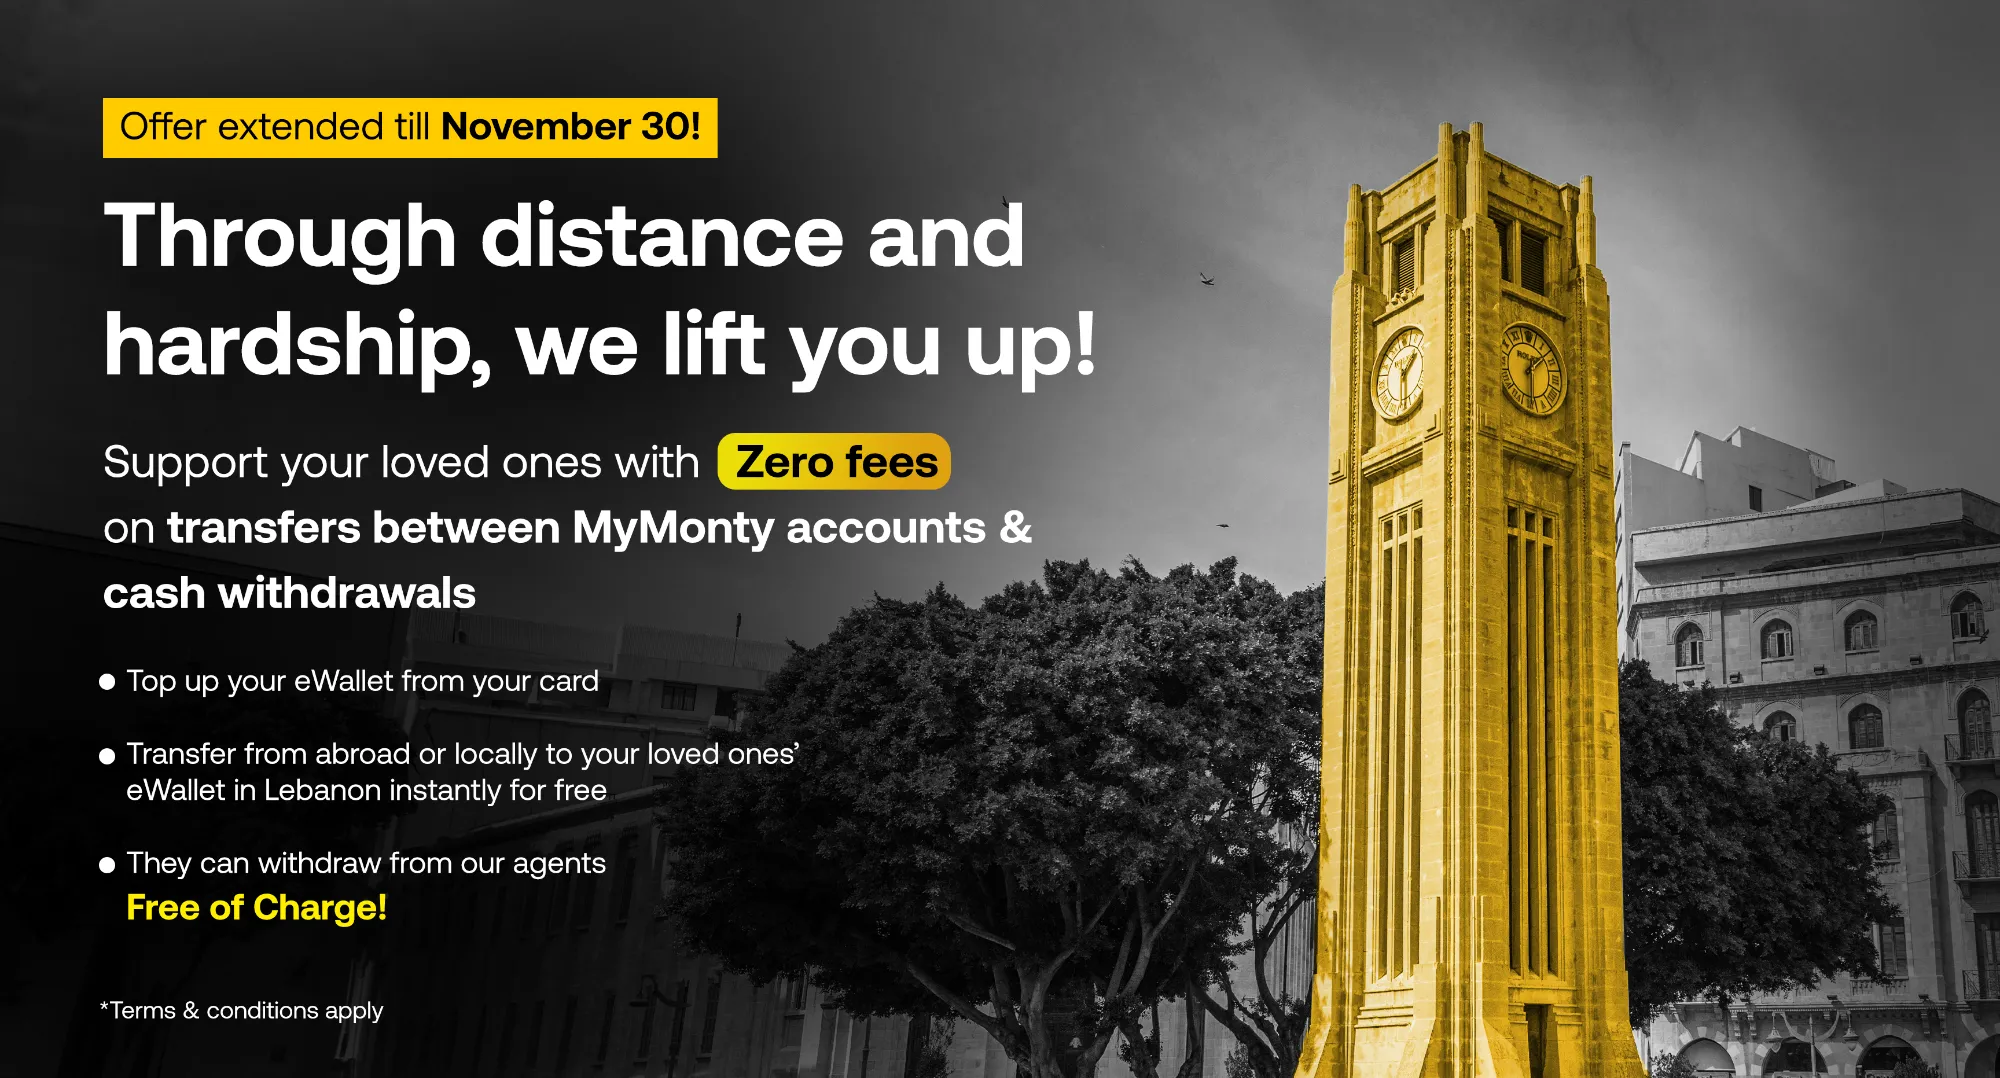 Offer extended till November 30!
Through distance and
hardship, we lift you up!
Support your loved ones with Zero fees
on transfers between MyMonty accounts &
cash withdrawals
• Top up your eWallet from your card
• Transfer from abroad or locally to your loved ones’
eWallet in Lebanon instantly for free
• They can withdraw from our agents
Free of Charge!
*Terms & conditions apply